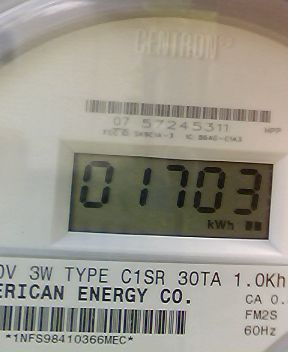 CENTRON
07 57245311
NPP
01703
kWh
0V 3W TYPE C1SR 30TA 1.0Kh
ERICAN ENERGY CO.
CA 0.
FM2S
60Hz
*1NFS98410366MEC*